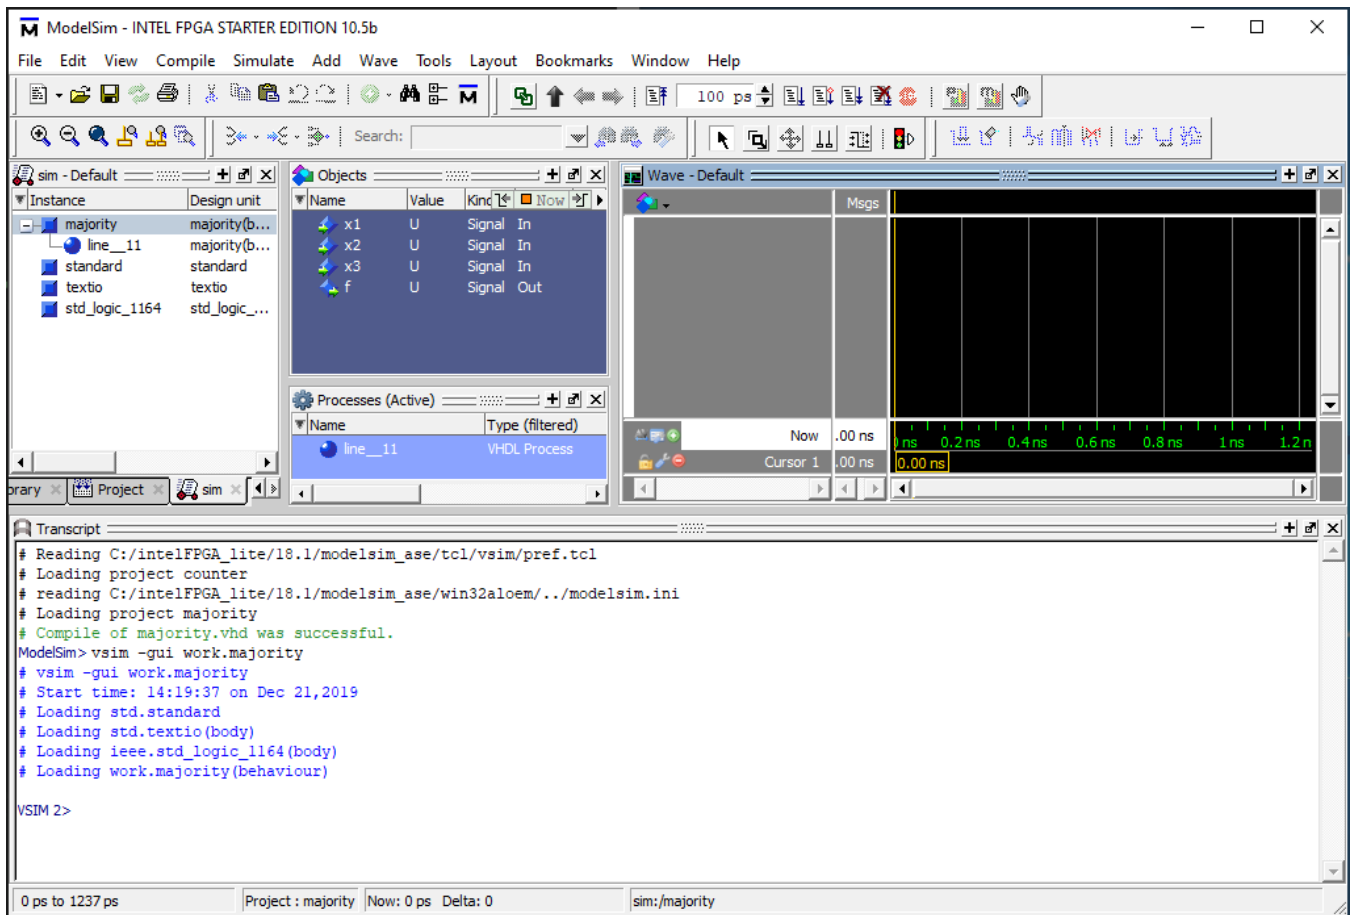 ModelSim - INTEL FPGA STARTER EDITION 10.5b
File Edit View Compile Simulate Add Wave Tools Layout Bookmarks Window Help
100 ps
Search:
sim - Default
Instance Design unit
majority majority(b...
line__11 majority(b...
standard standard
textio textio
std_logic_1164 std_logic_...
Library Project sim
Objects
Name Value Kind Now
x1 U Signal In
x2 U Signal In
x3 U Signal In
f U Signal Out
Processes (Active)
Name Type (filtered)
line__11 VHDL Process
Wave - Default
Msgs
Now .00 ns
Cursor 1 .00 ns
ns 0.2 ns 0.4 ns 0.6 ns 0.8 ns 1 ns 1.2 n
0.00 ns
Transcript
# Reading C:/intelFPGA_lite/18.1/modelsim_ase/tcl/vsim/pref.tcl
# Loading project counter
# reading C:/intelFPGA_lite/18.1/modelsim_ase/win32aloem/../modelsim.ini
# Loading project majority
# Compile of majority.vhd was successful.
ModelSim> vsim -gui work.majority
# vsim -gui work.majority
# Start time: 14:19:37 on Dec 21,2019
# Loading std.standard
# Loading std.textio(body)
# Loading ieee.std_logic_1164(body)
# Loading work.majority(behaviour)
VSIM 2>
0 ps to 1237 ps Project : majority Now: 0 ps Delta: 0 sim:/majority